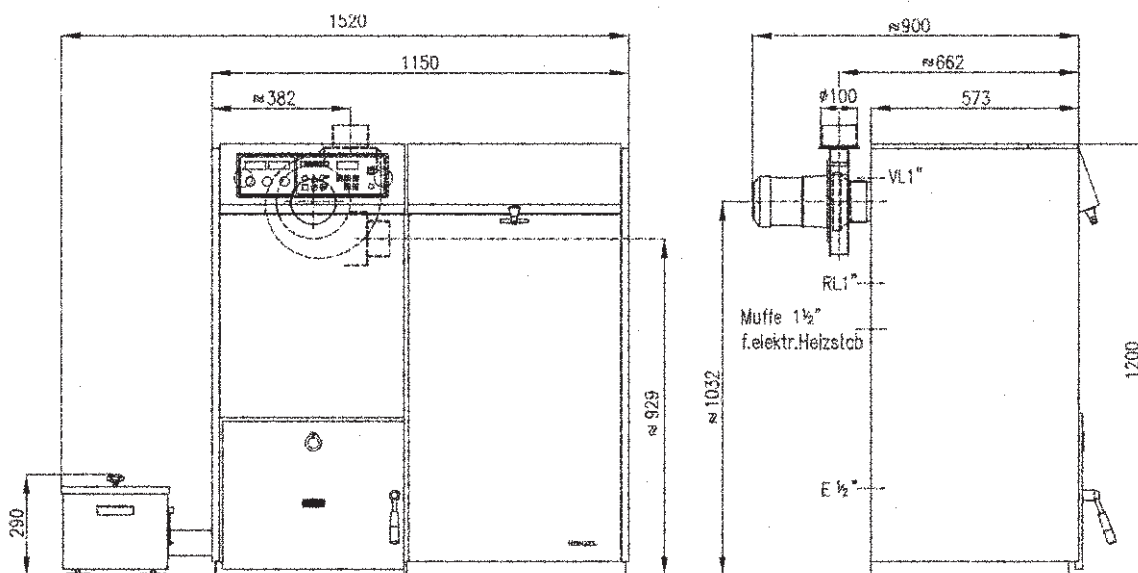 1520
≈900
1150
≈662
≈382
⌀100
573
VL1"
RL1"
Muffe 1½"
f.elektr.Heizstab
1200
≈1032
≈929
E ½"
290